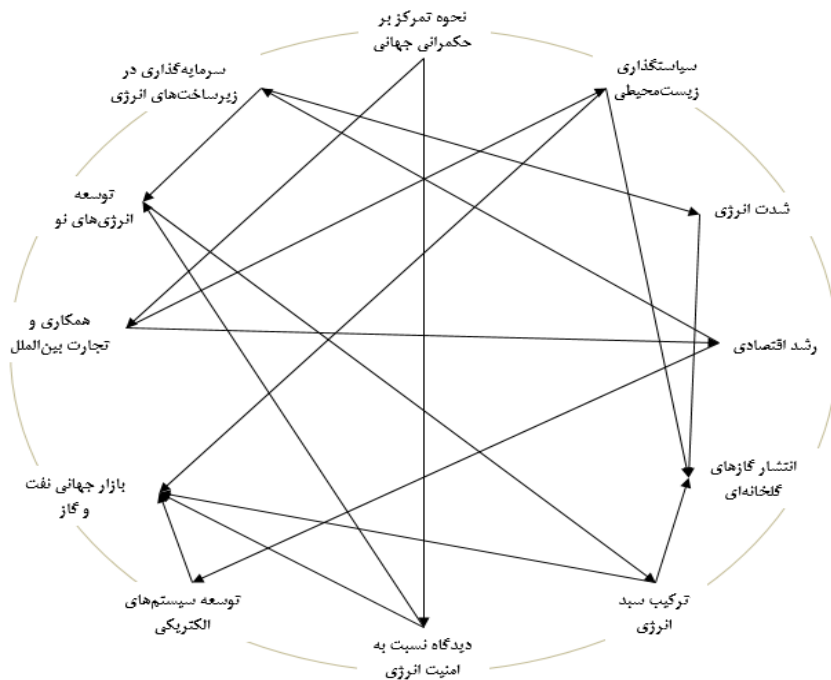 نحوه تمرکز بر
حکمرانی جهانی
سیاستگذاری
زیست‌محیطی
شدت انرژی
رشد اقتصادی
انتشار گازهای
گلخانه‌ای
ترکیب سبد
انرژی
دیدگاه نسبت به
امنیت انرژی
توسعه سیستم‌های
الکتریکی
بازار جهانی نفت
و گاز
همکاری و
تجارت بین‌الملل
توسعه
انرژی‌های نو
سرمایه‌گذاری در
زیرساخت‌های انرژی